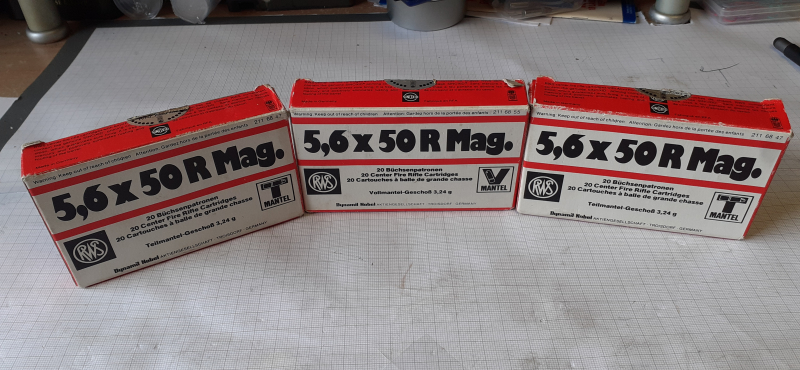 Warning. Keep out of reach of children · Attention. Gardez hors de la portée des enfants 211 68 47
5,6 x 50 R Mag.
20 Büchsenpatronen
20 Center Fire Rifle Cartridges
20 Cartouches à balle de grande chasse
RWS
T
MANTEL
Teilmantel-Geschoß 3,24 g
Dynamit Nobel AKTIENGESELLSCHAFT · TROISDORF · GERMANY
Warning. Keep out of reach of children · Attention. Gardez hors de la portée des enfants 211 68 55
5,6 x 50 R Mag.
20 Büchsenpatronen
20 Center Fire Rifle Cartridges
20 Cartouches à balle de grande chasse
RWS
V
MANTEL
Vollmantel-Geschoß 3,24 g
Dynamit Nobel AKTIENGESELLSCHAFT · TROISDORF · GERMANY
Warning. Keep out of reach of children · Attention. Gardez hors de la portée des enfants 211 68 47
5,6 x 50 R Mag.
20 Büchsenpatronen
20 Center Fire Rifle Cartridges
20 Cartouches à balle de grande chasse
RWS
T
MANTEL
Teilmantel-Geschoß 3,24 g
Dynamit Nobel AKTIENGESELLSCHAFT · TROISDORF · GERMANY